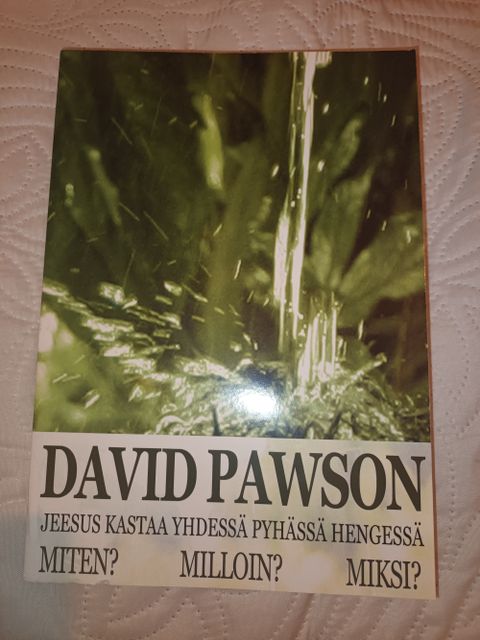 DAVID PAWSON
JEESUS KASTAA YHDESSÄ PYHÄSSÄ HENGESSÄ
MITEN? MILLOIN? MIKSI?